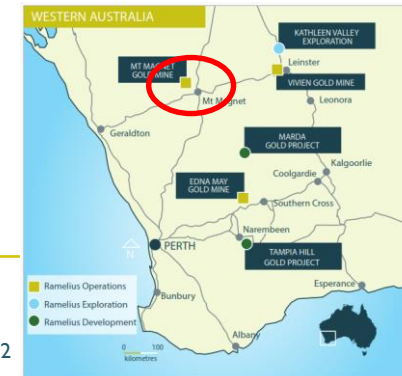 WESTERN AUSTRALIA
KATHLEEN VALLEY
EXPLORATION
MT MAGNET
GOLD MINE
Leinster
VIVIEN GOLD MINE
Mt Magnet
Leonora
Geraldton
MARDA
GOLD PROJECT
Kalgoorlie
Coolgardie
EDNA MAY
GOLD MINE
Southern Cross
Narembeen
N
PERTH
TAMPIA HILL
GOLD PROJECT
Ramelius Operations
Esperance
Ramelius Exploration
Bunbury
Ramelius Development
Albany
0 100
kilometres
2